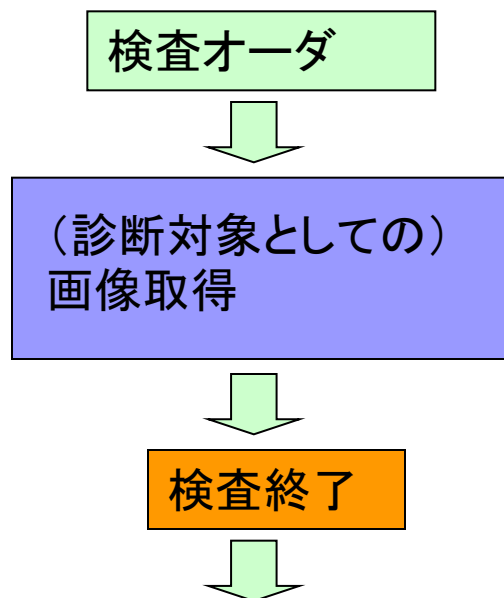 検査オーダ
（診断対象としての）
画像取得
検査終了